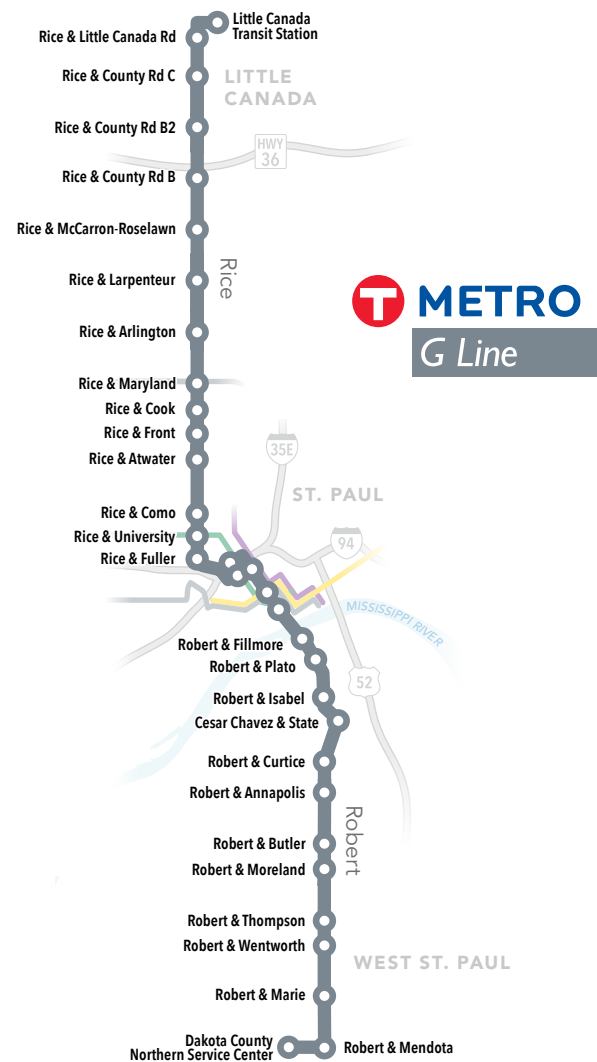 Little Canada
Transit Station
Rice & Little Canada Rd
Rice & County Rd C
LITTLE
CANADA
Rice & County Rd B2
HWY
36
Rice & County Rd B
Rice & McCarron-Roselawn
Rice
Rice & Larpenteur
T METRO
G Line
Rice & Arlington
Rice & Maryland
Rice & Cook
Rice & Front
Rice & Atwater
35E
ST. PAUL
Rice & Como
Rice & University
94
Rice & Fuller
MISSISSIPPI RIVER
Robert & Fillmore
Robert & Plato
52
Robert & Isabel
Cesar Chavez & State
Robert & Curtice
Robert & Annapolis
Robert
Robert & Butler
Robert & Moreland
Robert & Thompson
Robert & Wentworth
WEST ST. PAUL
Robert & Marie
Dakota County
Northern Service Center
Robert & Mendota